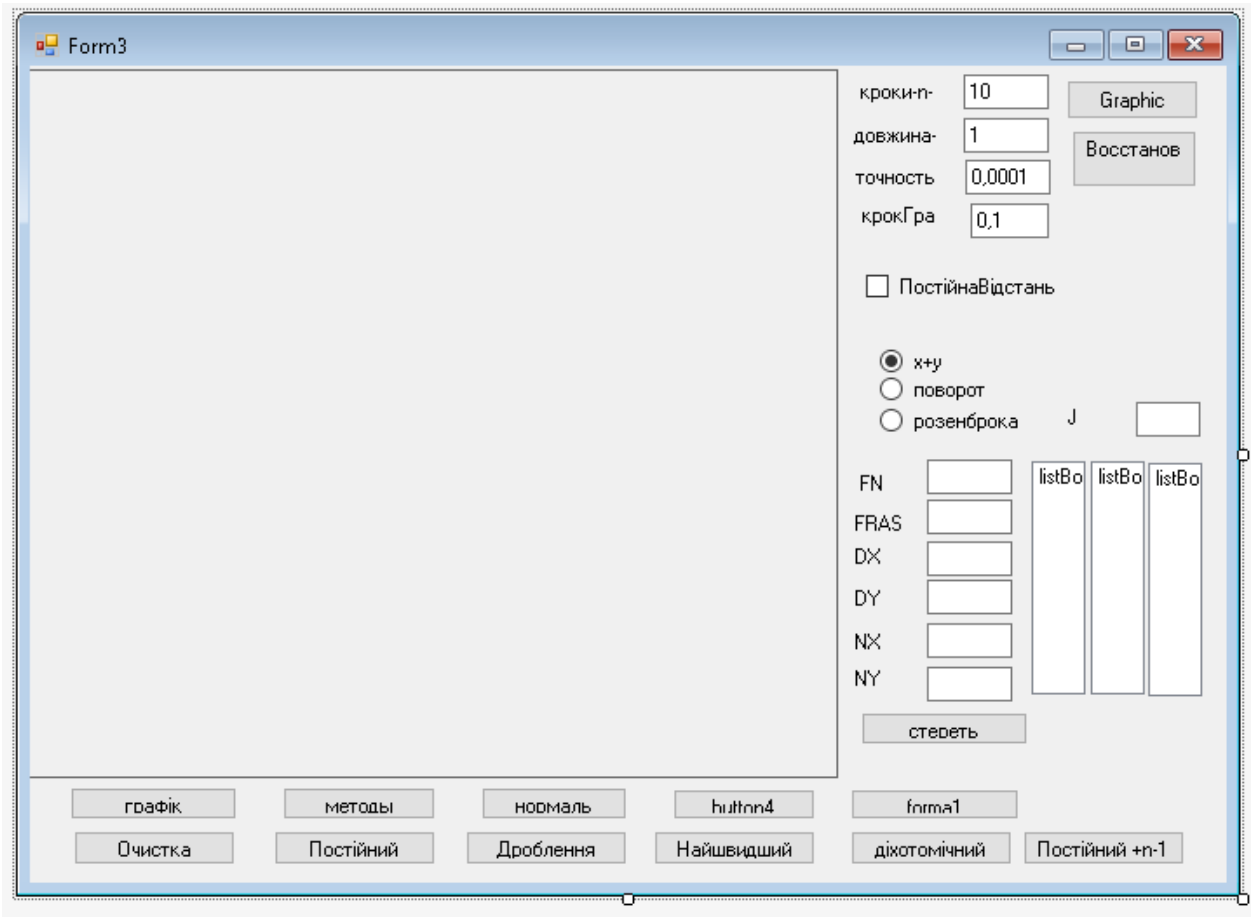 Form3
кроки-n- 10 Graphic
довжина- 1 Восстанов
точность 0,0001
крокГра 0,1
ПостійнаВідстань
x+y
поворот
розенброка J
FN listBo listBo listBo
FRAS
DX
DY
NX
NY
стереть
графік методы нормаль button4 forma1
Очистка Постійний Дроблення Найшвидший діхотомічний Постійний +n-1